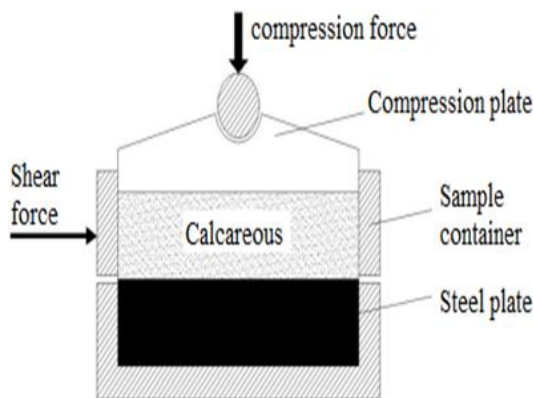 compression force
Compression plate
Shear
force
Calcareous
Sample
container
Steel plate